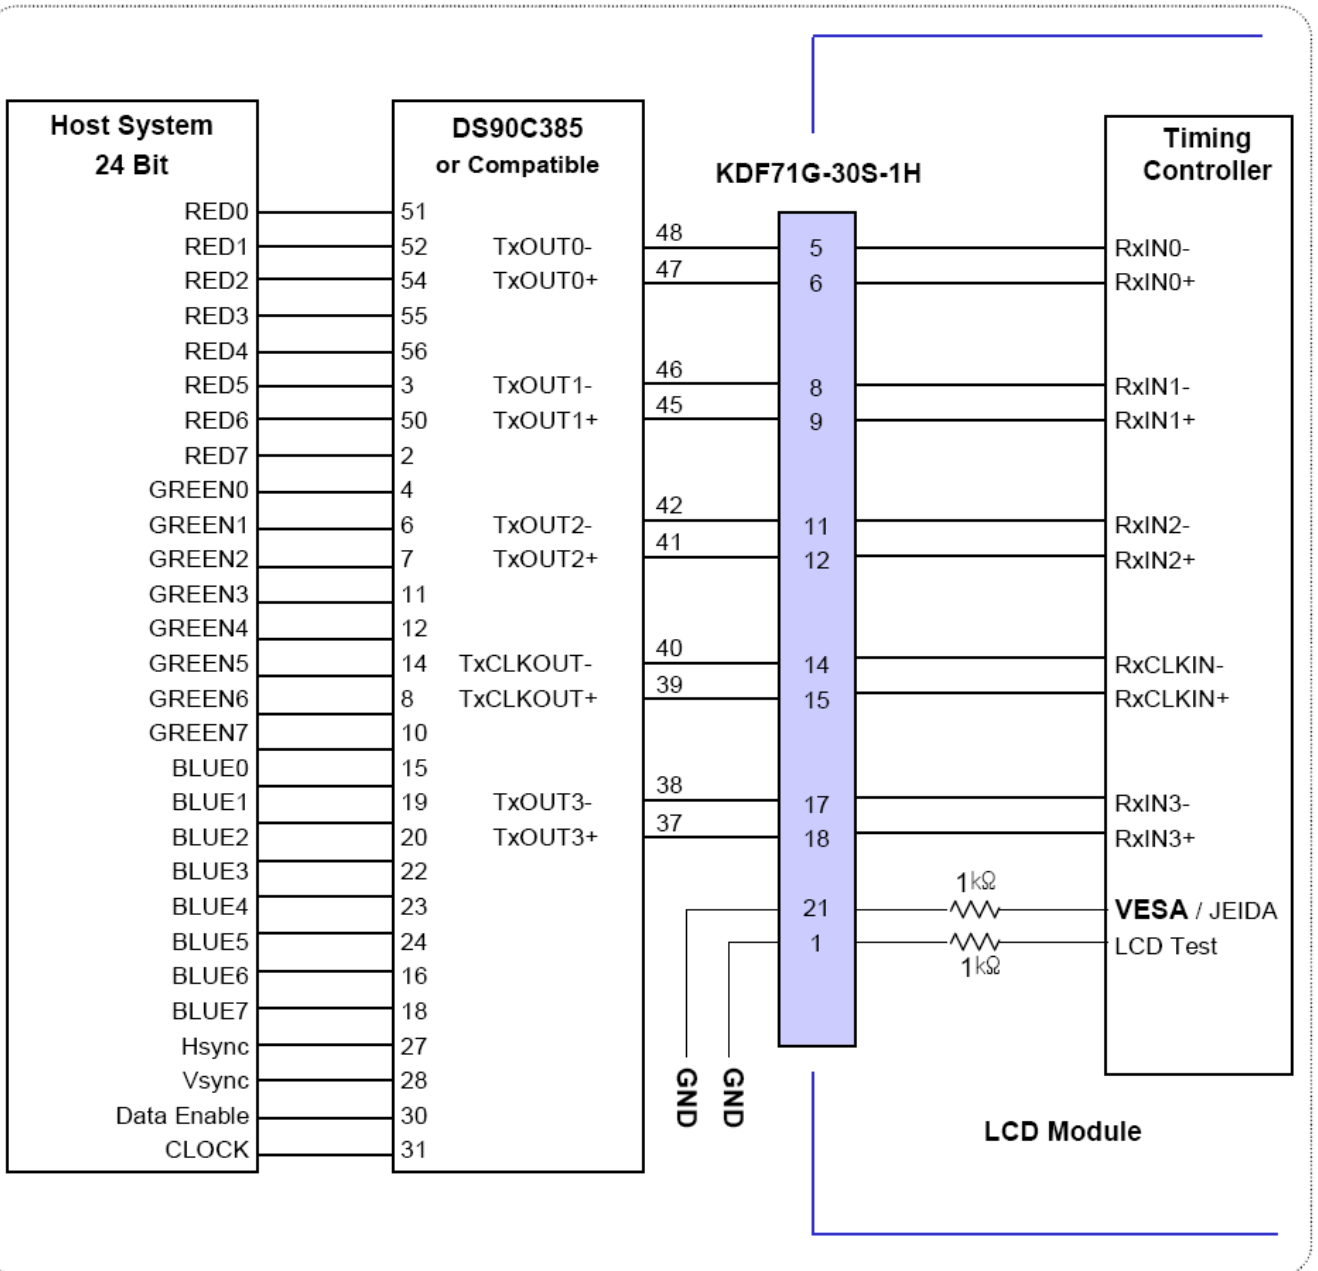 Host System
24 Bit
RED0
RED1
RED2
RED3
RED4
RED5
RED6
RED7
GREEN0
GREEN1
GREEN2
GREEN3
GREEN4
GREEN5
GREEN6
GREEN7
BLUE0
BLUE1
BLUE2
BLUE3
BLUE4
BLUE5
BLUE6
BLUE7
Hsync
Vsync
Data Enable
CLOCK
DS90C385
or Compatible
51
52 TxOUT0-
54 TxOUT0+
55
56
3 TxOUT1-
50 TxOUT1+
2
4
6 TxOUT2-
7 TxOUT2+
11
12
14 TxCLKOUT-
8 TxCLKOUT+
10
15
19 TxOUT3-
20 TxOUT3+
22
23
24
16
18
27
28
30
31
48
47
46
45
42
41
40
39
38
37
GND
GND
KDF71G-30S-1H
5
6
8
9
11
12
14
15
17
18
21
1
1kΩ
1kΩ
Timing
Controller
RxIN0-
RxIN0+
RxIN1-
RxIN1+
RxIN2-
RxIN2+
RxCLKIN-
RxCLKIN+
RxIN3-
RxIN3+
VESA / JEIDA
LCD Test
LCD Module